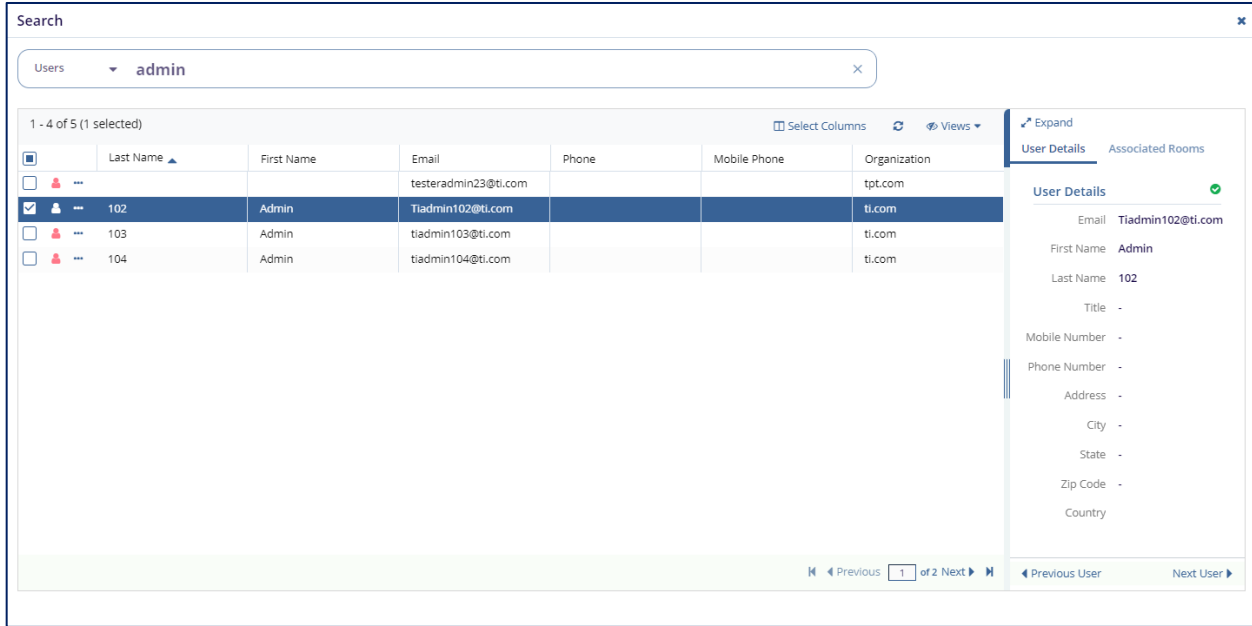 Search
Users admin
1 - 4 of 5 (1 selected) Select Columns Views
Last Name First Name Email Phone Mobile Phone Organization
testeradmin23@ti.com tpt.com
102 Admin Tiadmin102@ti.com ti.com
103 Admin tiadmin103@ti.com ti.com
104 Admin tiadmin104@ti.com ti.com
Previous 1 of 2 Next
Expand
User Details Associated Rooms
User Details
Email Tiadmin102@ti.com
First Name Admin
Last Name 102
Title -
Mobile Number -
Phone Number -
Address -
City -
State -
Zip Code -
Country
Previous User Next User